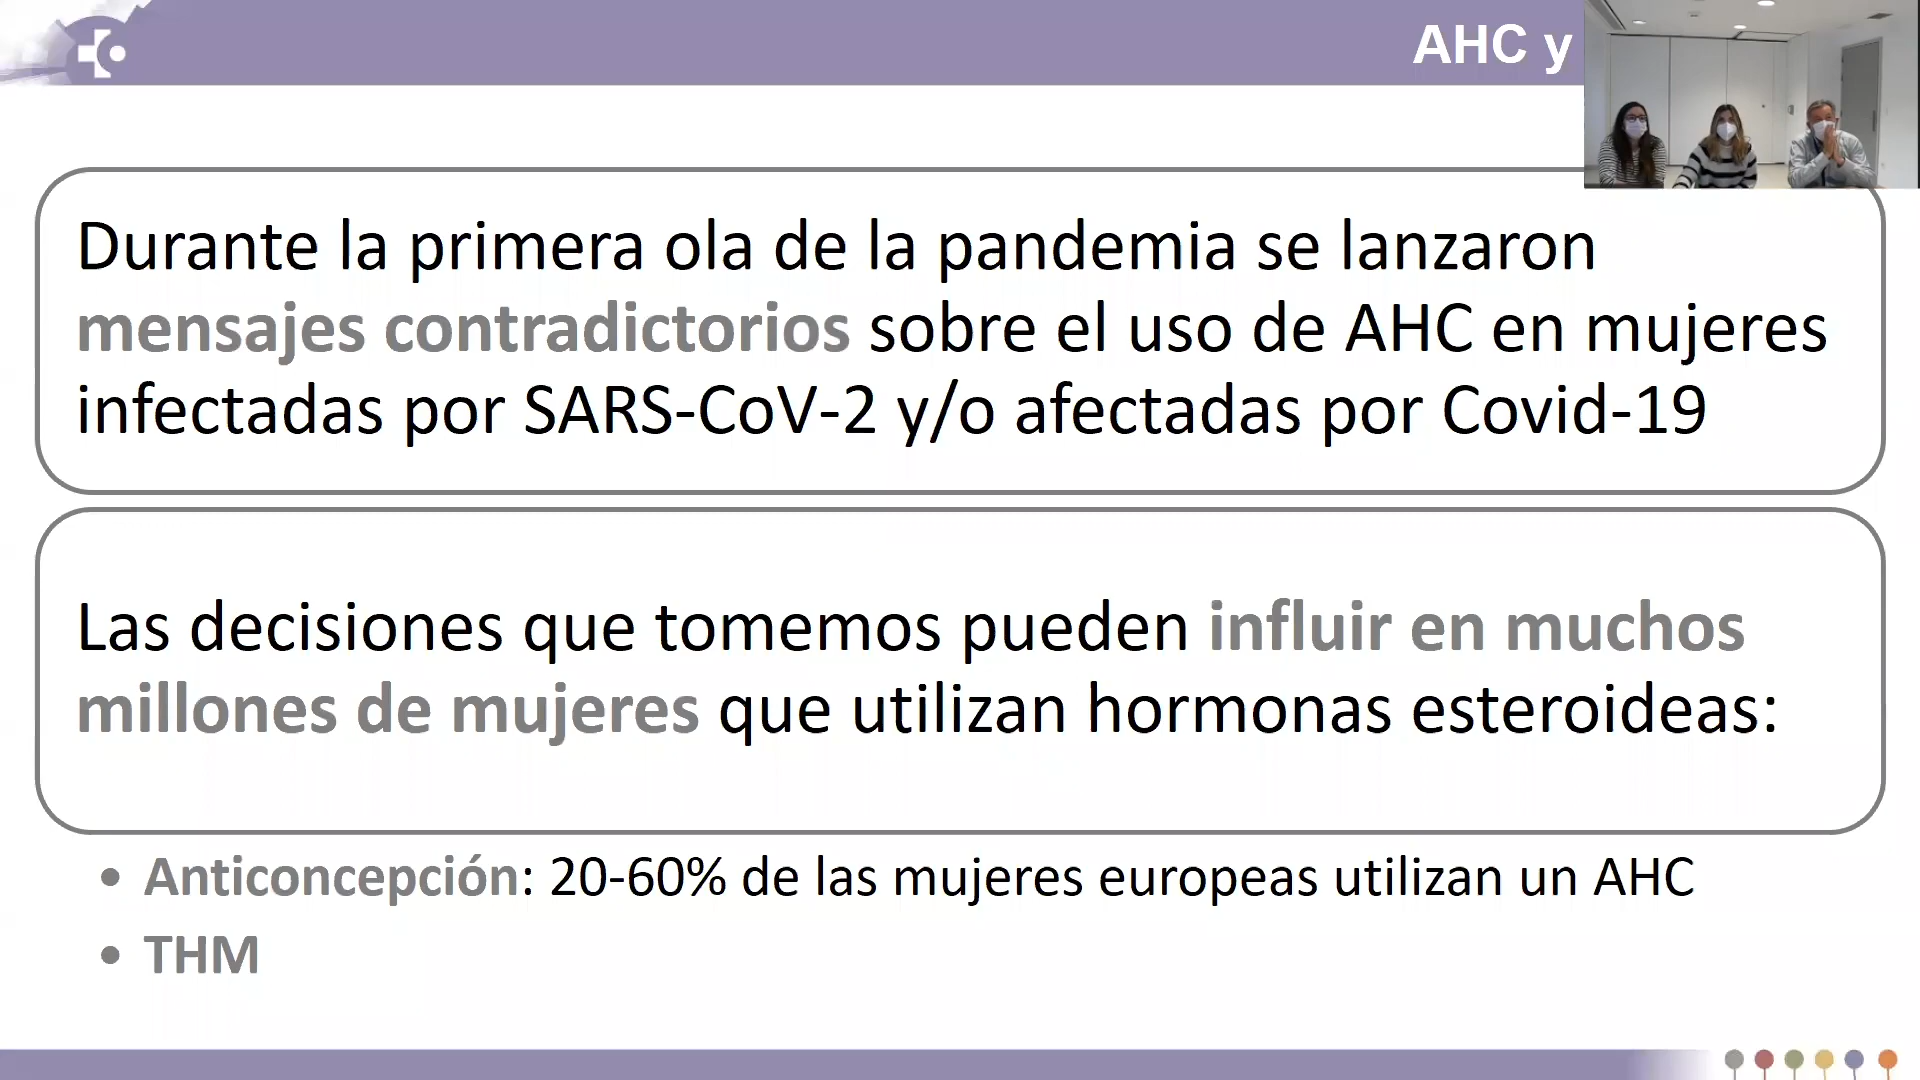 AHC y
Durante la primera ola de la pandemia se lanzaron
mensajes contradictorios sobre el uso de AHC en mujeres
infectadas por SARS-CoV-2 y/o afectadas por Covid-19
Las decisiones que tomemos pueden influir en muchos
millones de mujeres que utilizan hormonas esteroideas:
• Anticoncepción: 20-60% de las mujeres europeas utilizan un AHC
• THM